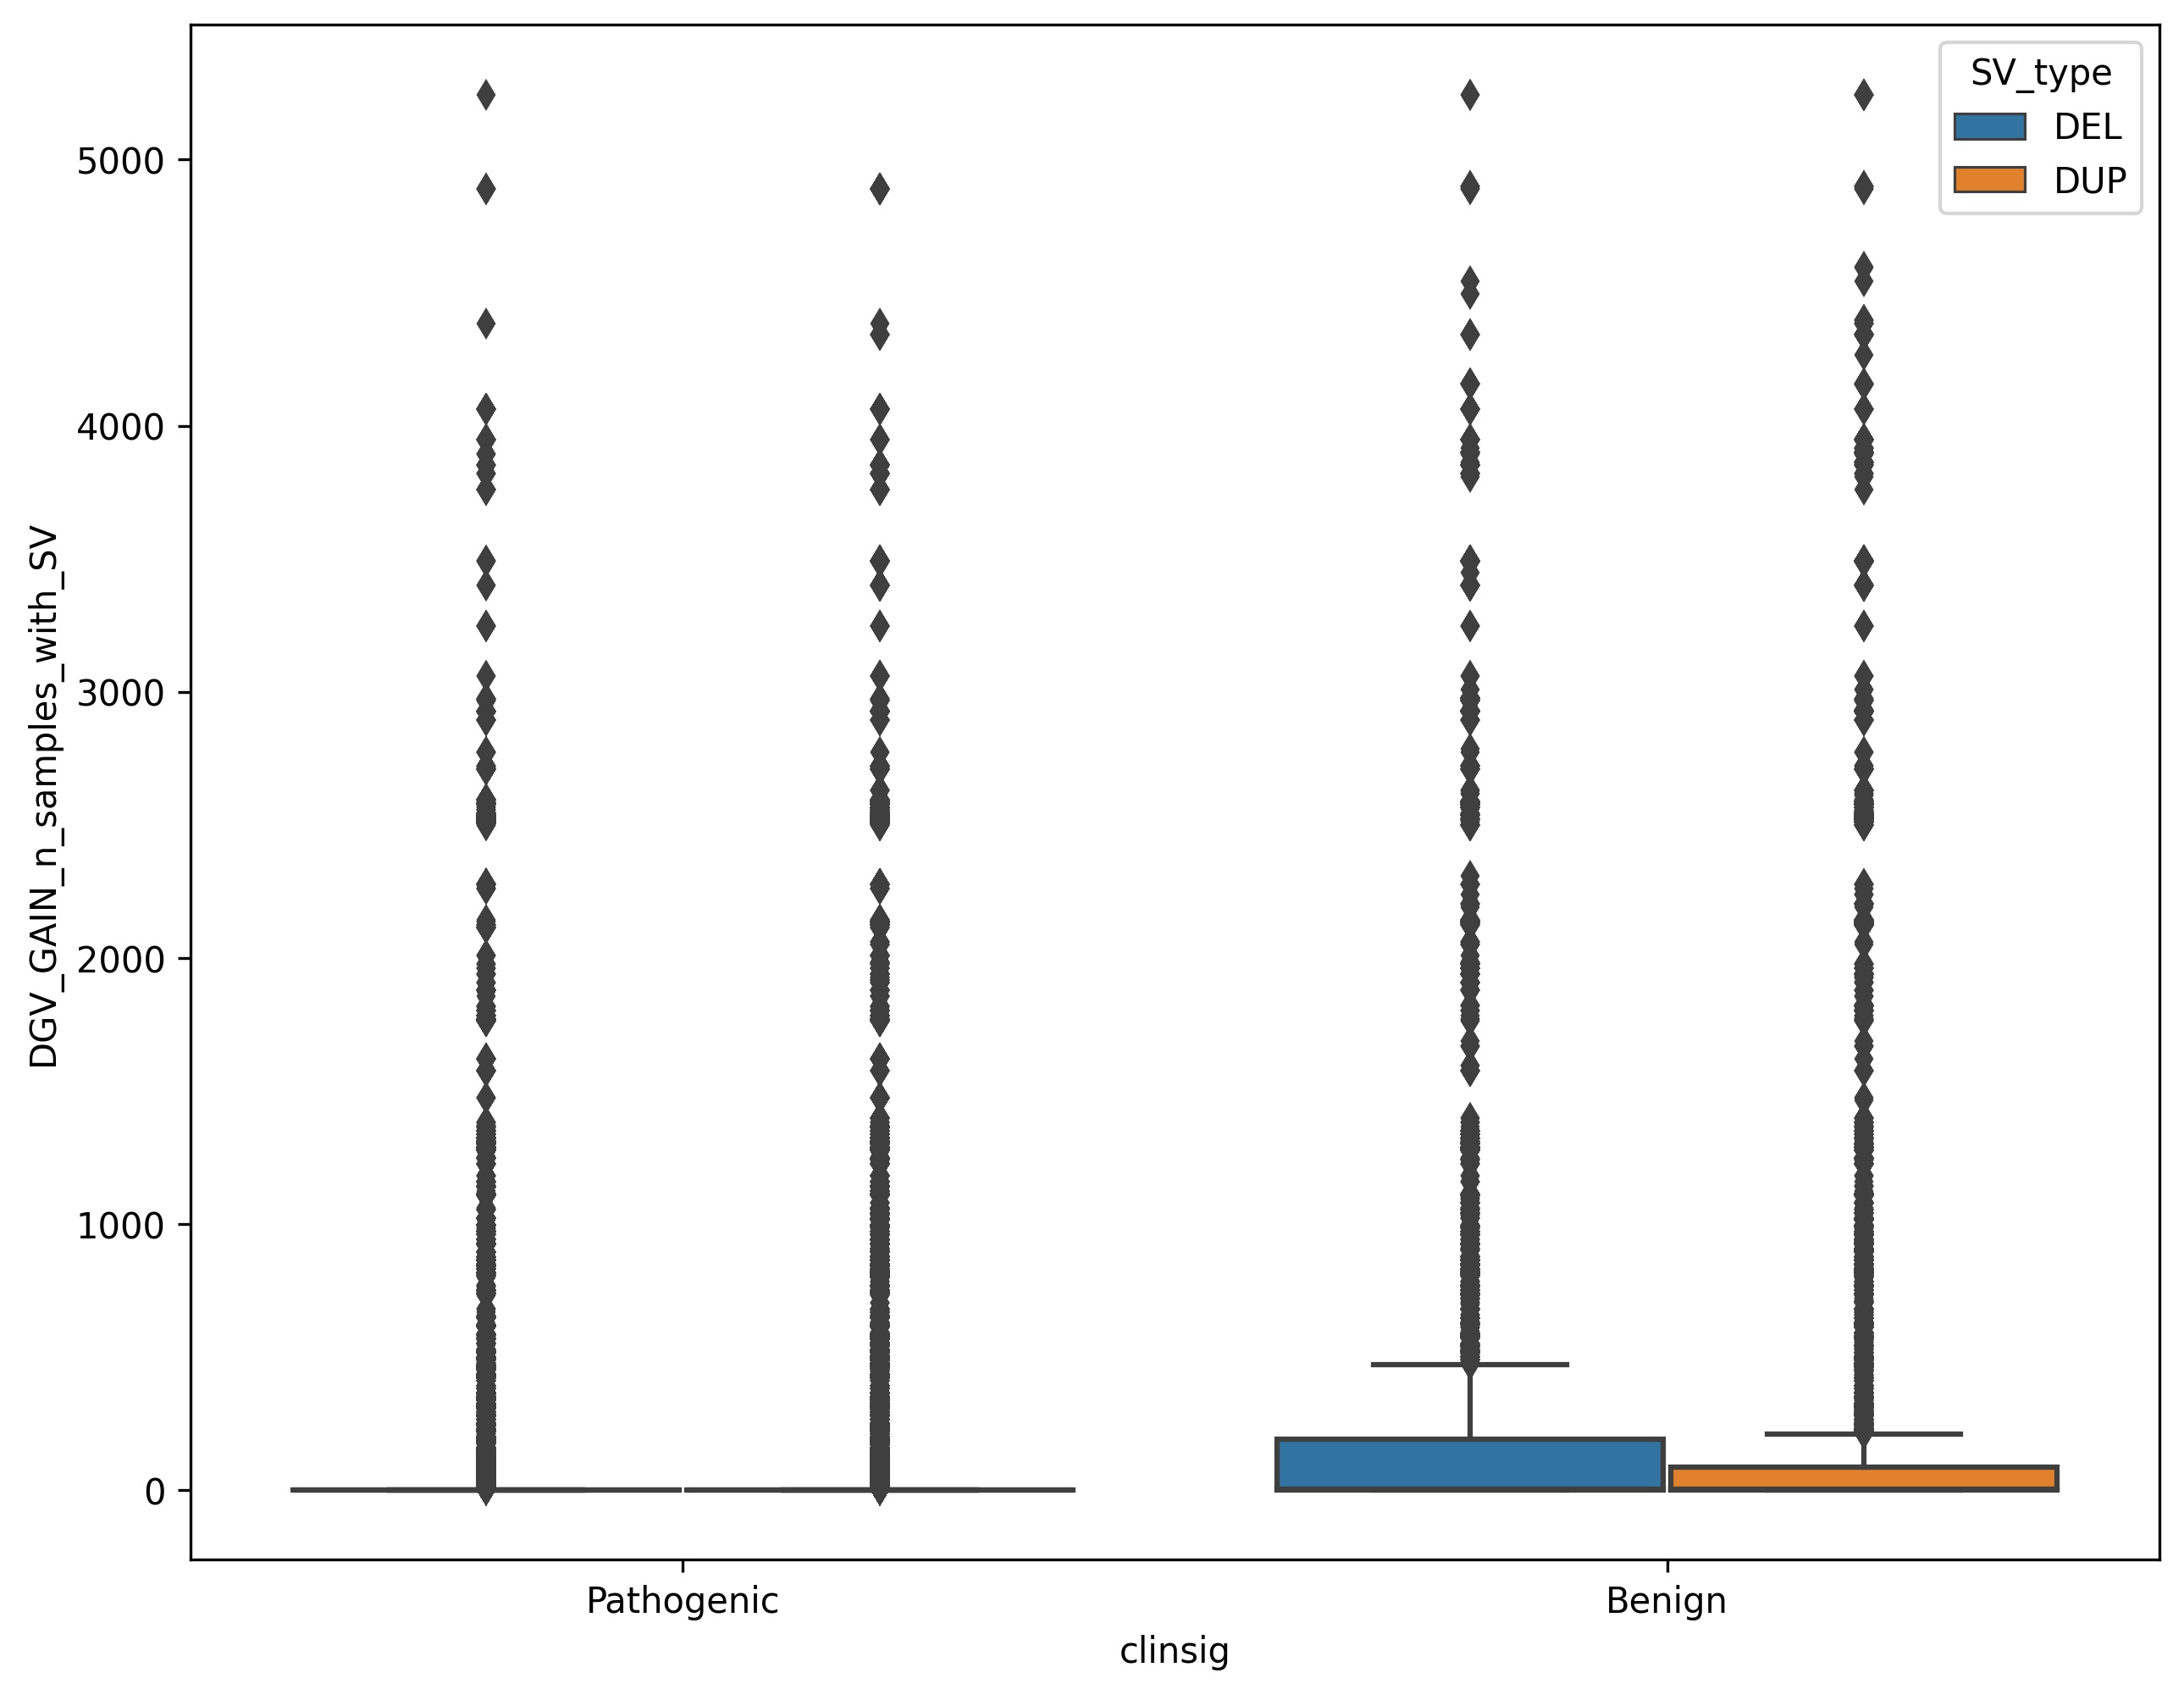 SV_type
DEL
DUP
5000
4000
3000
2000
1000
0
DGV_GAIN_n_samples_with_SV
Pathogenic
Benign
clinsig